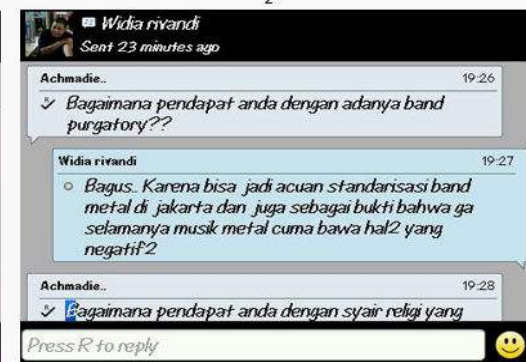 2
Widia rivandi
Sent 23 minutes ago
Achmadie.. 19:26
Bagaimana pendapat anda dengan adanya band
purgatory??
Widia rivandi 19:27
Bagus.. Karena bisa jadi acuan standarisasi band
metal di jakarta dan juga sebagai bukti bahwa ga
selamanya musik metal cuma bawa hal2 yang
negatif2
Achmadie.. 19:28
Bagaimana pendapat anda dengan syair religi yang
Press R to reply